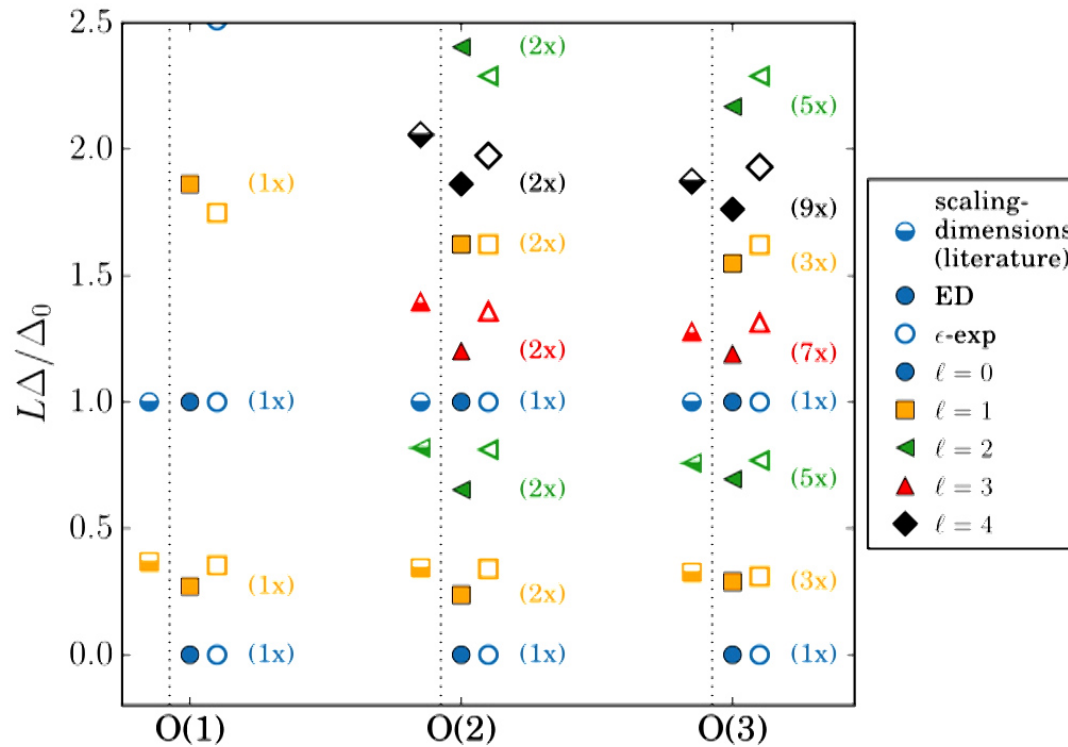 2.5
2.0
1.5
1.0
0.5
0.0
LΔ/Δ₀
(1x)
(1x)
(1x)
(1x)
(2x)
(2x)
(2x)
(2x)
(1x)
(2x)
(2x)
(1x)
(5x)
(9x)
(3x)
(7x)
(1x)
(5x)
(3x)
(1x)
O(1)
O(2)
O(3)
scaling-
dimensions
(literature)
ED
ϵ-exp
ℓ = 0
ℓ = 1
ℓ = 2
ℓ = 3
ℓ = 4